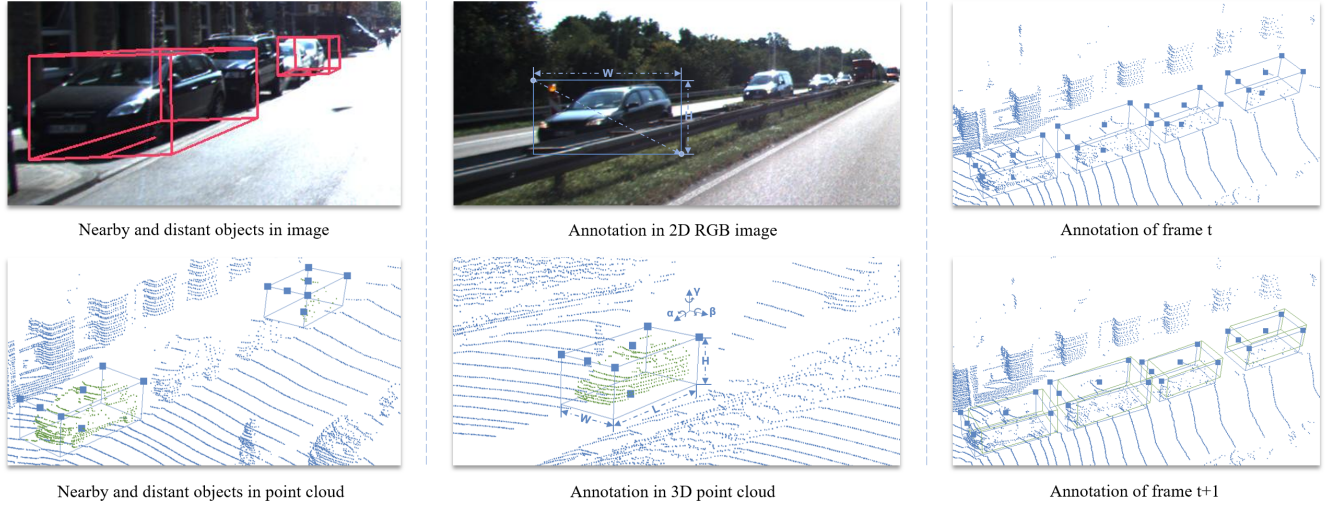 W
H
Nearby and distant objects in image
Annotation in 2D RGB image
Annotation of frame t
γ
α
β
H
L
W
Nearby and distant objects in point cloud
Annotation in 3D point cloud
Annotation of frame t+1